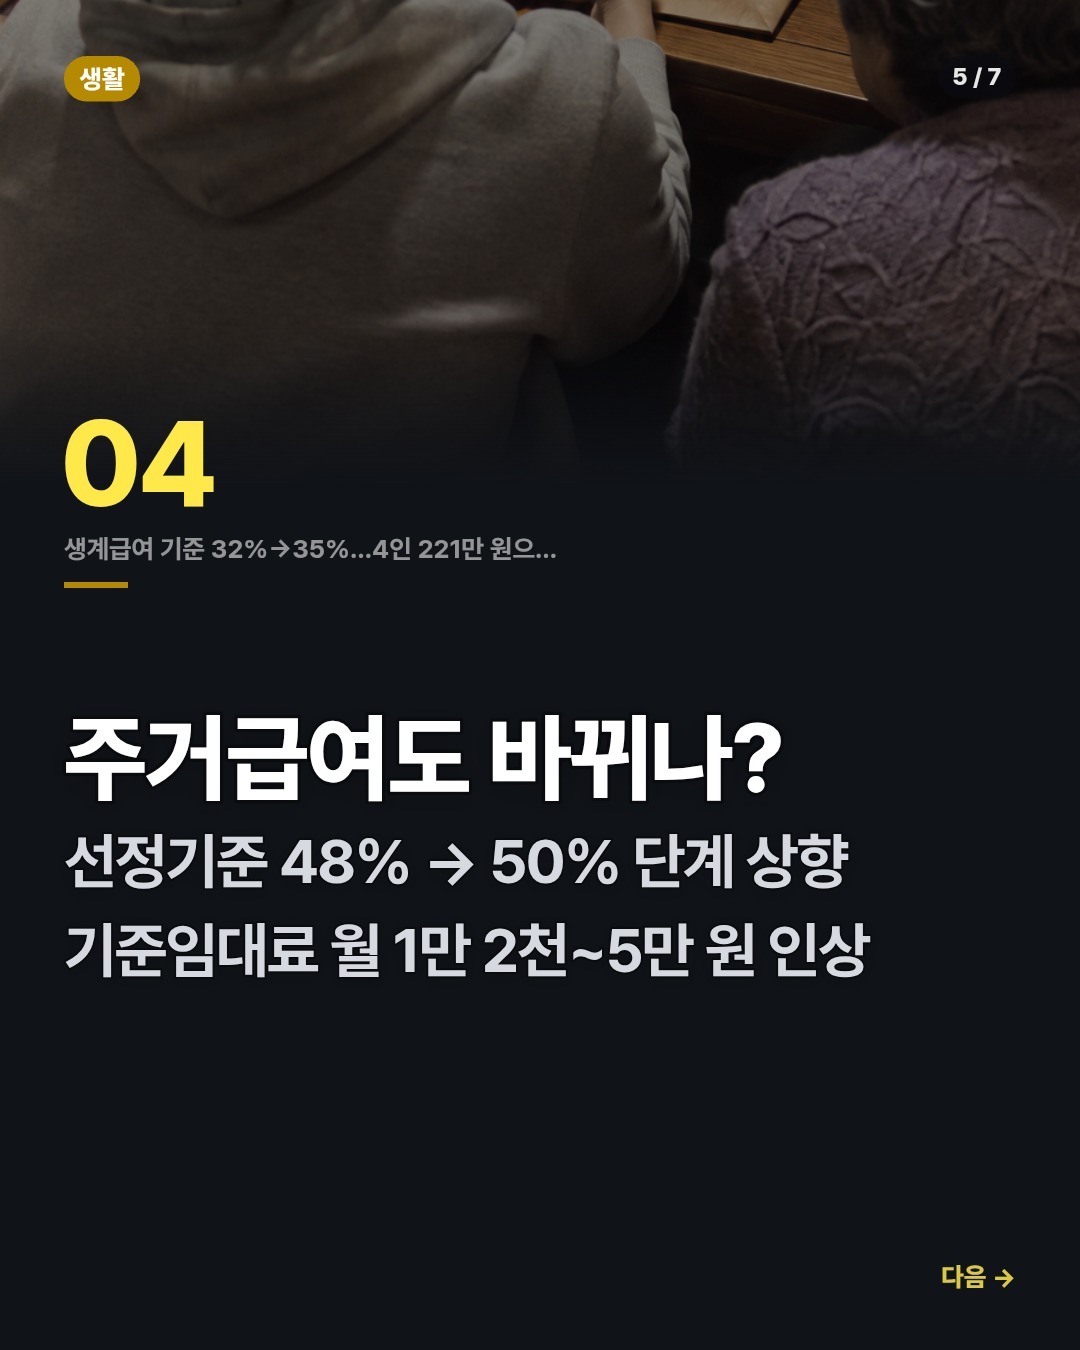 생활
5 / 7
04
생계급여 기준 32%→35%...4인 221만 원으...
주거급여도 바뀌나?
선정기준 48% → 50% 단계 상향
기준임대료 월 1만 2천~5만 원 인상
다음 →